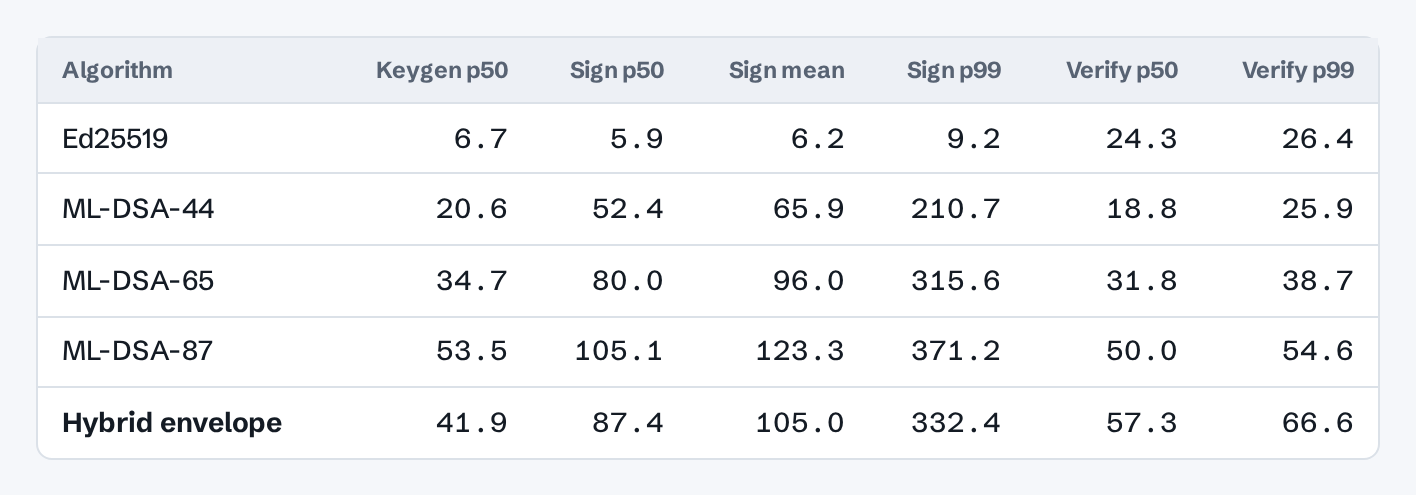 Algorithm Keygen p50 Sign p50 Sign mean Sign p99 Verify p50 Verify p99
Ed25519 6.7 5.9 6.2 9.2 24.3 26.4
ML-DSA-44 20.6 52.4 65.9 210.7 18.8 25.9
ML-DSA-65 34.7 80.0 96.0 315.6 31.8 38.7
ML-DSA-87 53.5 105.1 123.3 371.2 50.0 54.6
Hybrid envelope 41.9 87.4 105.0 332.4 57.3 66.6